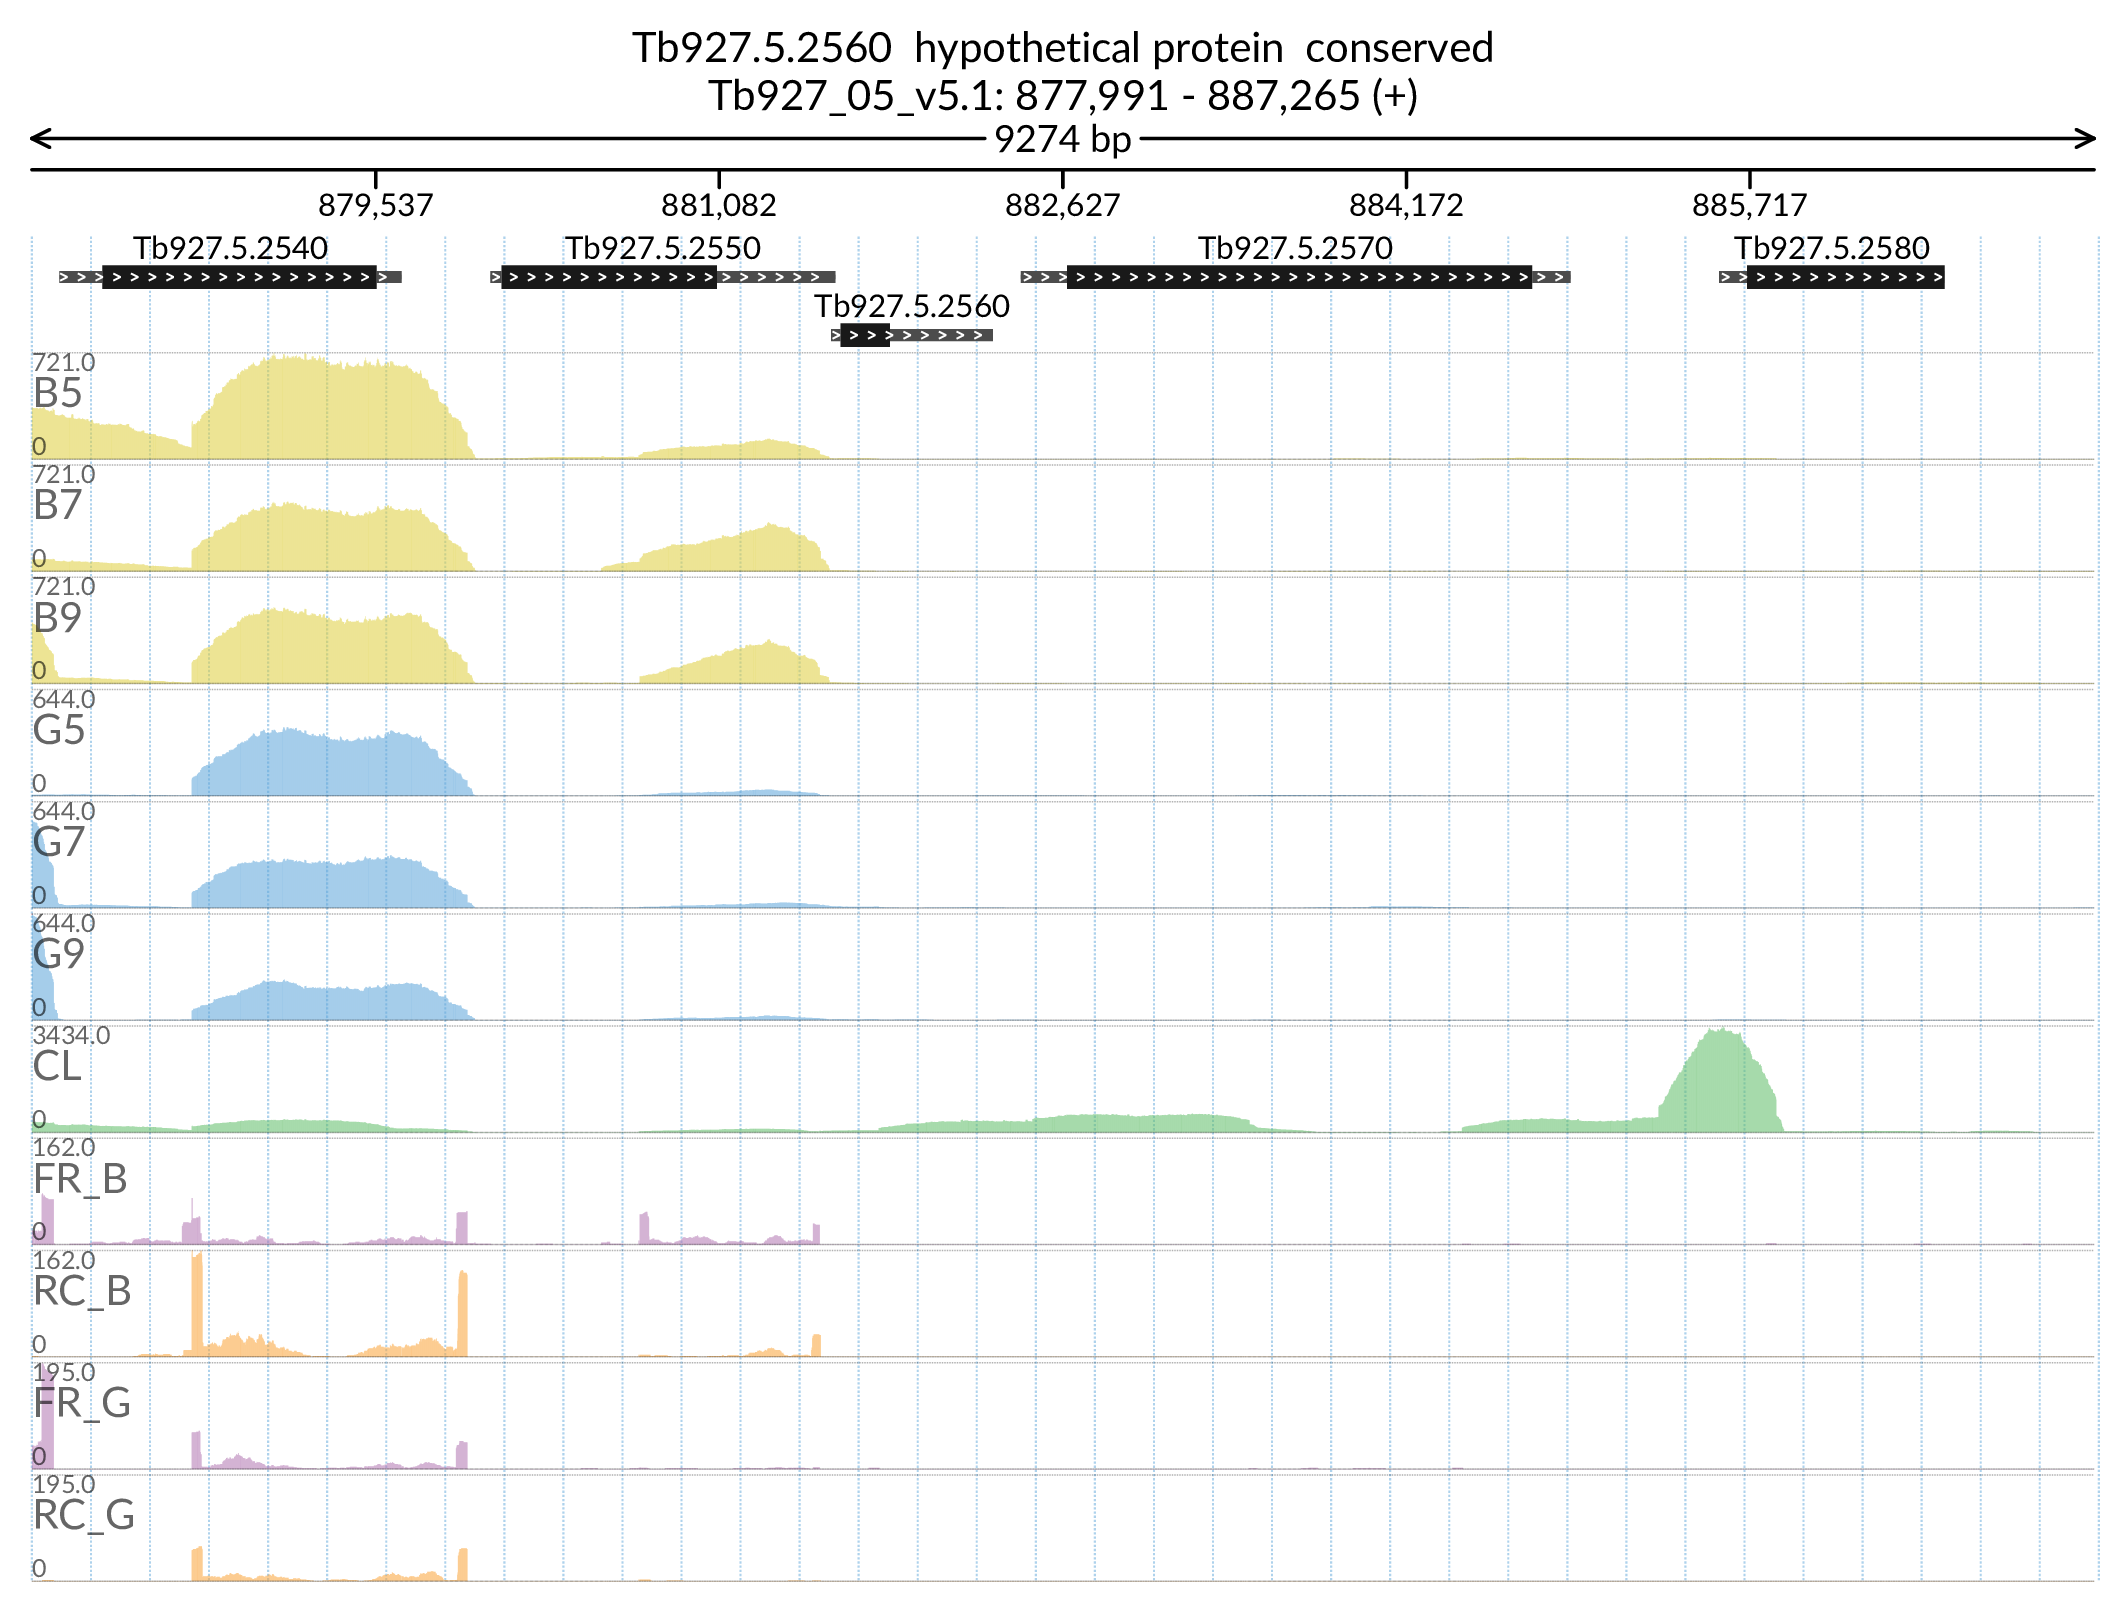 Tb927.5.2560  hypothetical protein  conserved
Tb927_05_v5.1: 877,991 - 887,265 (+)
9274 bp
879,537 881,082 882,627 884,172 885,717
Tb927.5.2540 Tb927.5.2550 Tb927.5.2570 Tb927.5.2580
Tb927.5.2560
721.0
B5
0
721.0
B7
0
721.0
B9
0
644.0
G5
0
644.0
G7
0
644.0
G9
0
3434.0
CL
0
162.0
FR_B
0
162.0
RC_B
0
195.0
FR_G
0
195.0
RC_G
0